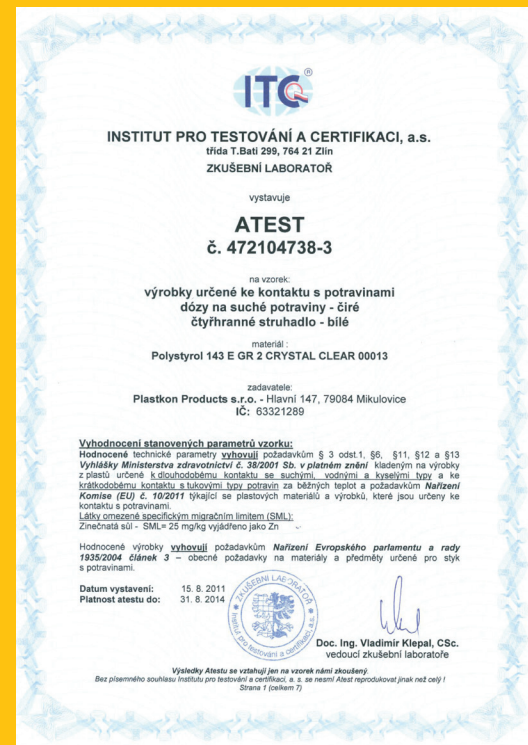 ITC®
INSTITUT PRO TESTOVÁNÍ A CERTIFIKACI, a.s.
třída T.Bati 299, 764 21 Zlín
ZKUŠEBNÍ LABORATOŘ
vystavuje
ATEST
č. 472104738-3
na vzorek:
výrobky určené ke kontaktu s potravinami
dózy na suché potraviny - čiré
čtyřhranné struhadlo - bílé
materiál :
Polystyrol 143 E GR 2 CRYSTAL CLEAR 00013
zadavatele:
Plastkon Products s.r.o. - Hlavní 147, 79084 Mikulovice
IČ: 63321289
Vyhodnocení stanovených parametrů vzorku:
Hodnocené technické parametry vyhovují požadavkům § 3 odst.1, §6, §11, §12 a §13
Vyhlášky Ministerstva zdravotnictví č. 38/2001 Sb. v platném znění kladeným na výrobky
z plastů určené k dlouhodobému kontaktu se suchými, vodnými a kyselými typy a ke
krátkodobému kontaktu s tukovými typy potravin za běžných teplot a požadavkům Nařízení
Komise (EU) č. 10/2011 týkající se plastových materiálů a výrobků, které jsou určeny ke
kontaktu s potravinami.
Látky omezené specifickým migračním limitem (SML):
Zinečnatá sůl - SML= 25 mg/kg vyjádřeno jako Zn
Hodnocené výrobky vyhovují požadavkům Nařízení Evropského parlamentu a rady
1935/2004 článek 3 – obecné požadavky na materiály a předměty určené pro styk
s potravinami.
Datum vystavení: 15. 8. 2011
Platnost atestu do: 31. 8. 2014
ZKUŠEBNÍ LABORATOŘ
Institut pro testování a certifikaci, a. s.
Doc. Ing. Vladimír Klepal, CSc.
vedoucí zkušební laboratoře
Výsledky Atestu se vztahují jen na vzorek námi zkoušený.
Bez písemného souhlasu Institutu pro testování a certifikaci, a. s. se nesmí Atest reprodukovat jinak než celý !
Strana 1 (celkem 7)